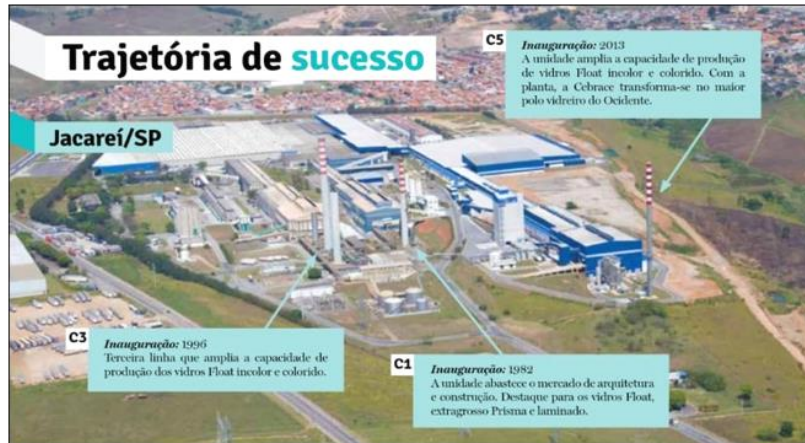 Trajetória de sucesso
Jacareí/SP
C5
Inauguração: 2013
A unidade amplia a capacidade de produção
de vidros Float incolor e colorido. Com a
planta, a Cebrace transforma-se no maior
polo vidreiro do Ocidente.
C3
Inauguração: 1996
Terceira linha que amplia a capacidade de
produção dos vidros Float incolor e colorido.
C1
Inauguração: 1982
A unidade abastece o mercado de arquitetura
e construção. Destaque para os vidros Float,
extragrosso Prisma e laminado.